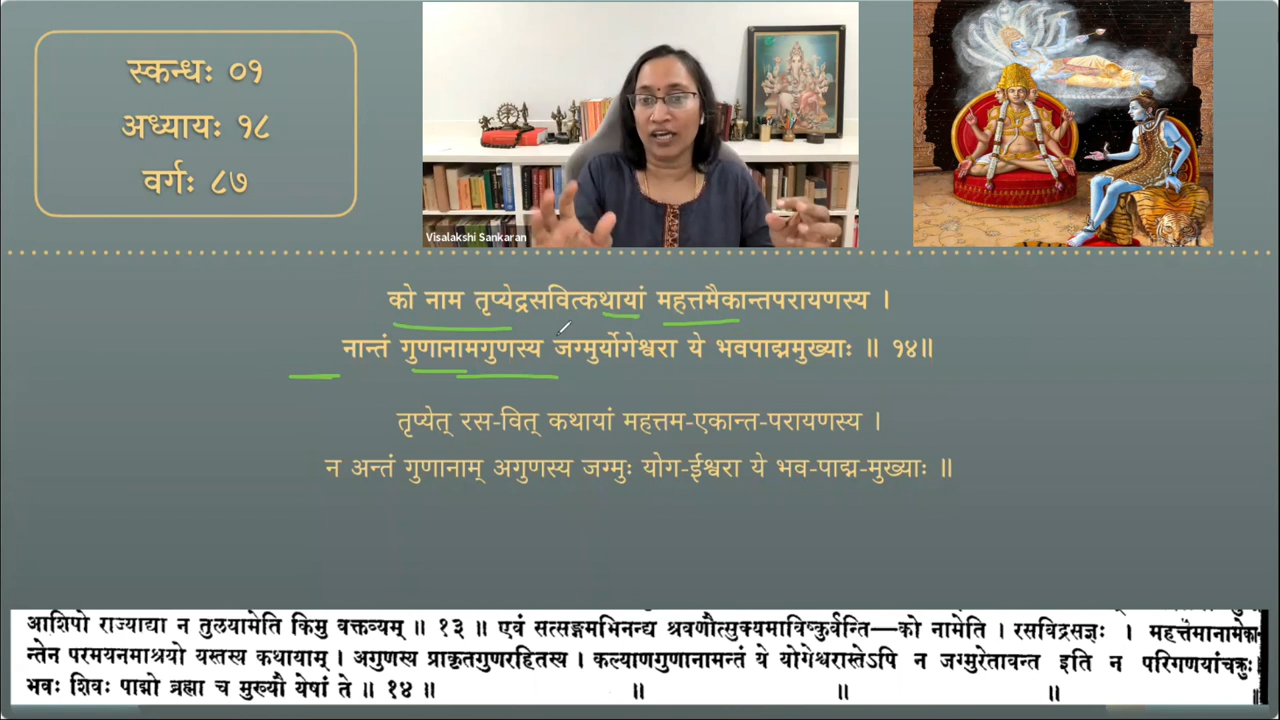 स्कन्धः ०१
अध्यायः १८
वर्गः ८७
Visalakshi Sankaran
को नाम तृप्येद्रसवित्कथायां महत्तमैकान्तपरायणस्य ।
नान्तं गुणानामगुणस्य जग्मुर्योगेश्वरा ये भवपाद्ममुख्याः ॥ १४॥
तृप्येत् रस-वित् कथायां महत्तम-एकान्त-परायणस्य ।
न अन्तं गुणानाम् अगुणस्य जग्मुः योग-ईश्वरा ये भव-पाद्म-मुख्याः ॥
आशिषो राज्याद्या न तुलयामेति किमु वक्तव्यम् ॥ १३ ॥ एवं सत्सङ्गमभिनन्द्य श्रवणौत्सुक्यमाविष्कुर्वन्ति—को नामेति । रसविद्रसज्ञः । महत्तमानामेका-
न्तेन परमयनमाश्रयो यस्तस्य कथायाम् । अगुणस्य प्राकृतगुणरहितस्य । कल्याणगुणानामन्तं ये योगेश्वरास्तेऽपि न जग्मुरेतावन्त इति न परिगणयांचक्रुः
भवः शिवः पाद्मो ब्रह्मा च मुख्यौ येषां ते ॥ १४ ॥ ॥ ॥ ॥ ॥